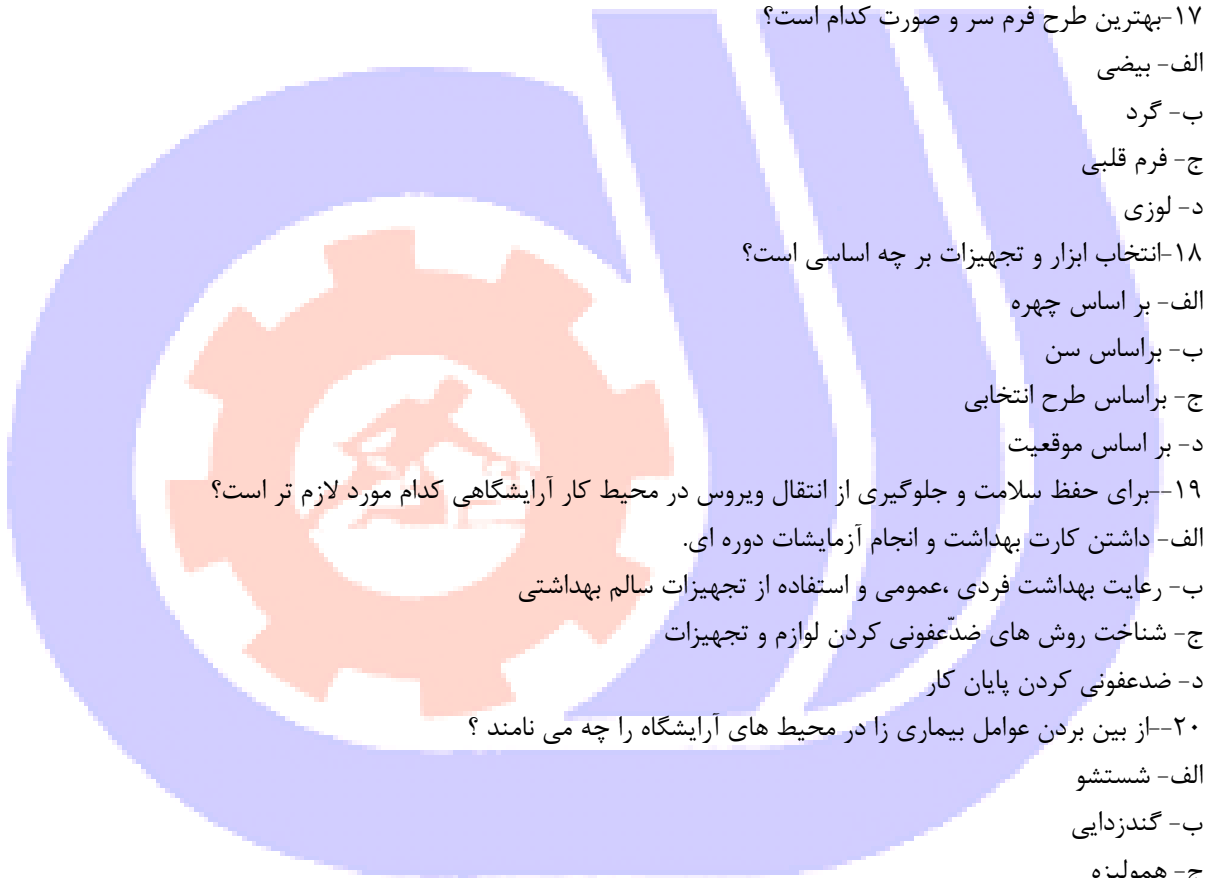 ۱۷-بهترین طرح فرم سر و صورت کدام است؟
الف- بیضی
ب- گرد
ج- فرم قلبی
د- لوزی
۱۸-انتخاب ابزار و تجهیزات بر چه اساسی است؟
الف- بر اساس چهره
ب- براساس سن
ج- براساس طرح انتخابی
د- بر اساس موقعیت
۱۹--برای حفظ سلامت و جلوگیری از انتقال ویروس در محیط کار آرایشگاهی کدام مورد لازم تر است؟
الف- داشتن کارت بهداشت و انجام آزمایشات دوره ای.
ب- رعایت بهداشت فردی ،عمومی و استفاده از تجهیزات سالم بهداشتی
ج- شناخت روش های ضدّعفونی کردن لوازم و تجهیزات
د- ضدعفونی کردن پایان کار
۲۰--از بین بردن عوامل بیماری زا در محیط های آرایشگاه را چه می نامند ؟
الف- شستشو
ب- گندزدایی
ج- همولیزه